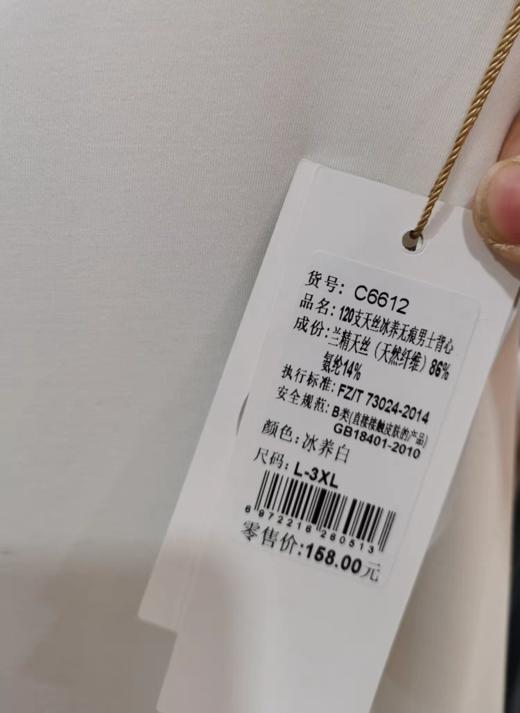 货号: C6612
品名: 120支天丝冰养无痕男士背心
成份: 兰精天丝 (天然纤维) 86%
氨纶14%
执行标准: FZ/T 73024-2014
安全规范: B类(直接接触皮肤的产品)
GB18401-2010
颜色: 冰养白
尺码: L-3XL
6 972216 260513
零售价:158.00元